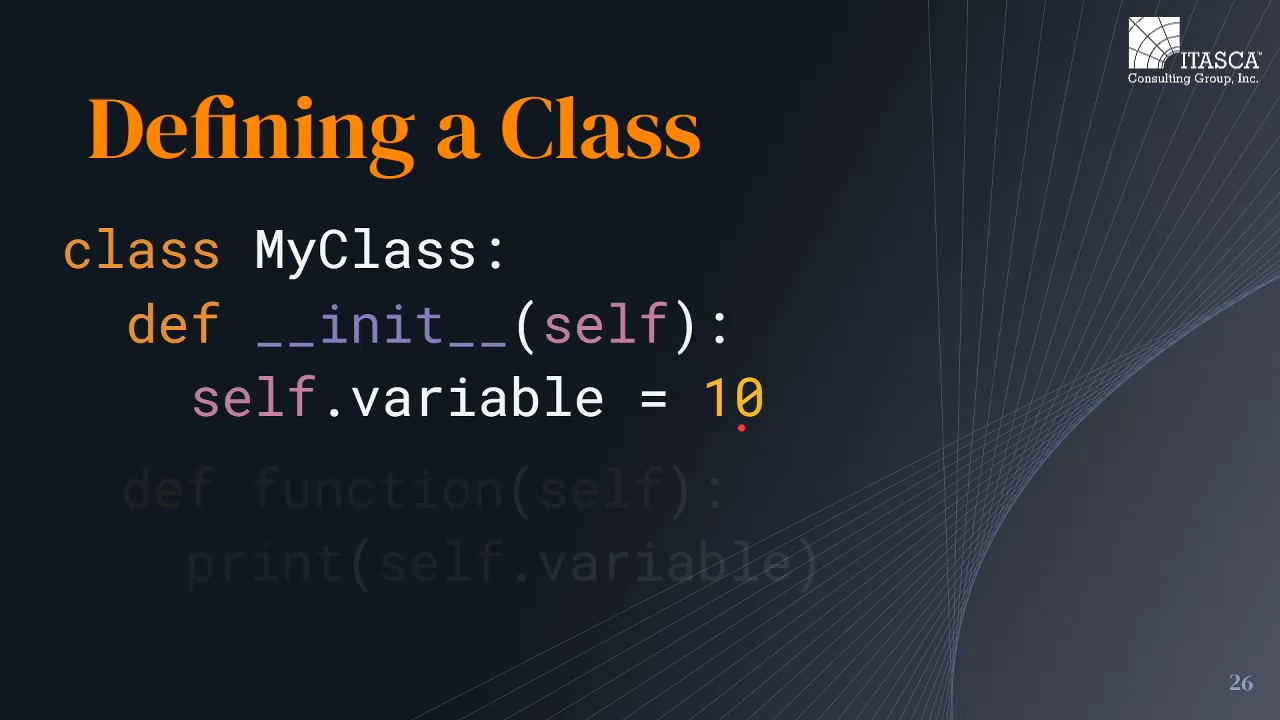 ITASCA™
Consulting Group, Inc.
Defining a Class
class MyClass:
def __init__(self):
self.variable = 10
def function(self):
print(self.variable)
26